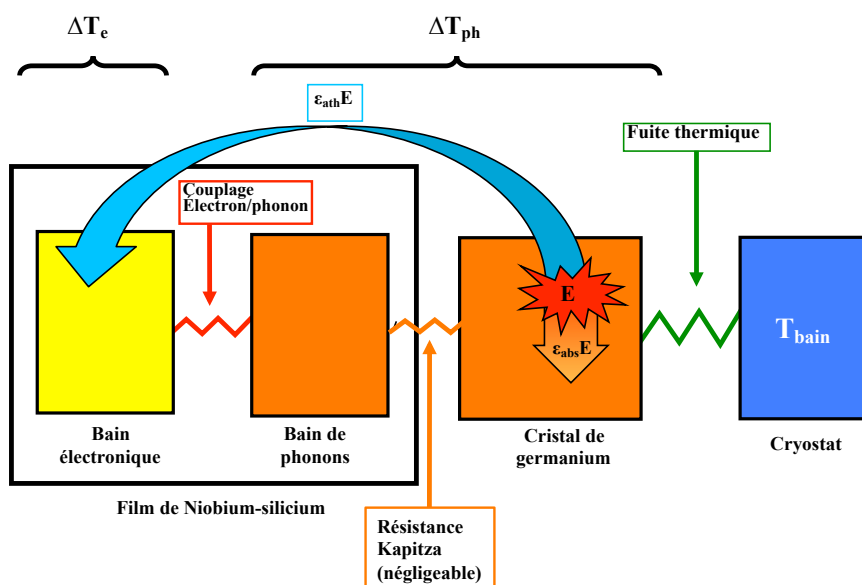 ΔTe
ΔTph
εathE
Fuite thermique
Couplage
Électron/phonon
E
εabsE
Tbain
Bain
électronique
Bain de
phonons
Cristal de
germanium
Cryostat
Film de Niobium-silicium
Résistance
Kapitza
(négligeable)